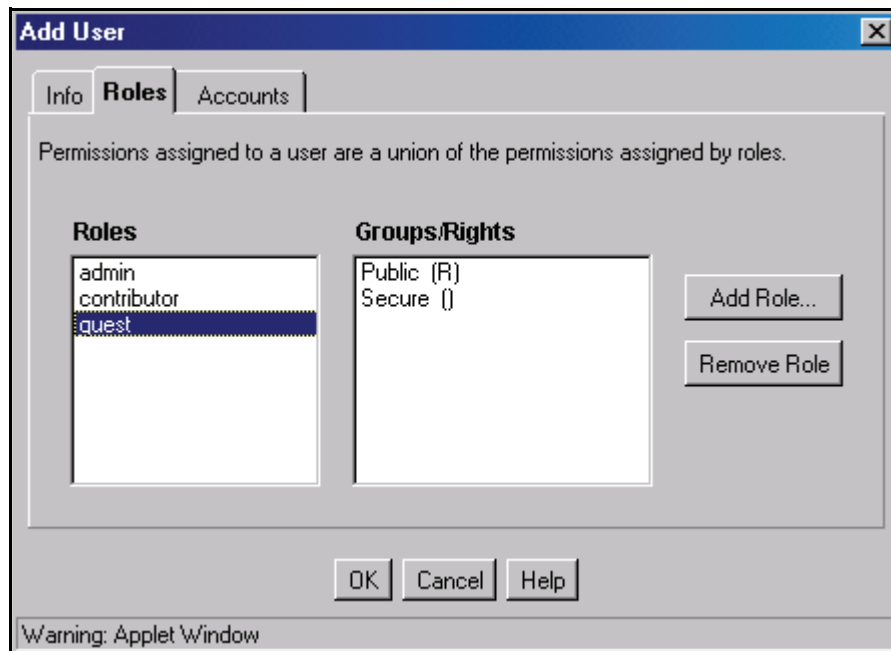 Add User
Info Roles Accounts
Permissions assigned to a user are a union of the permissions assigned by roles.
Roles Groups/Rights
admin Public (R)
contributor Secure ()
guest
Add Role...
Remove Role
OK Cancel Help
Warning: Applet Window